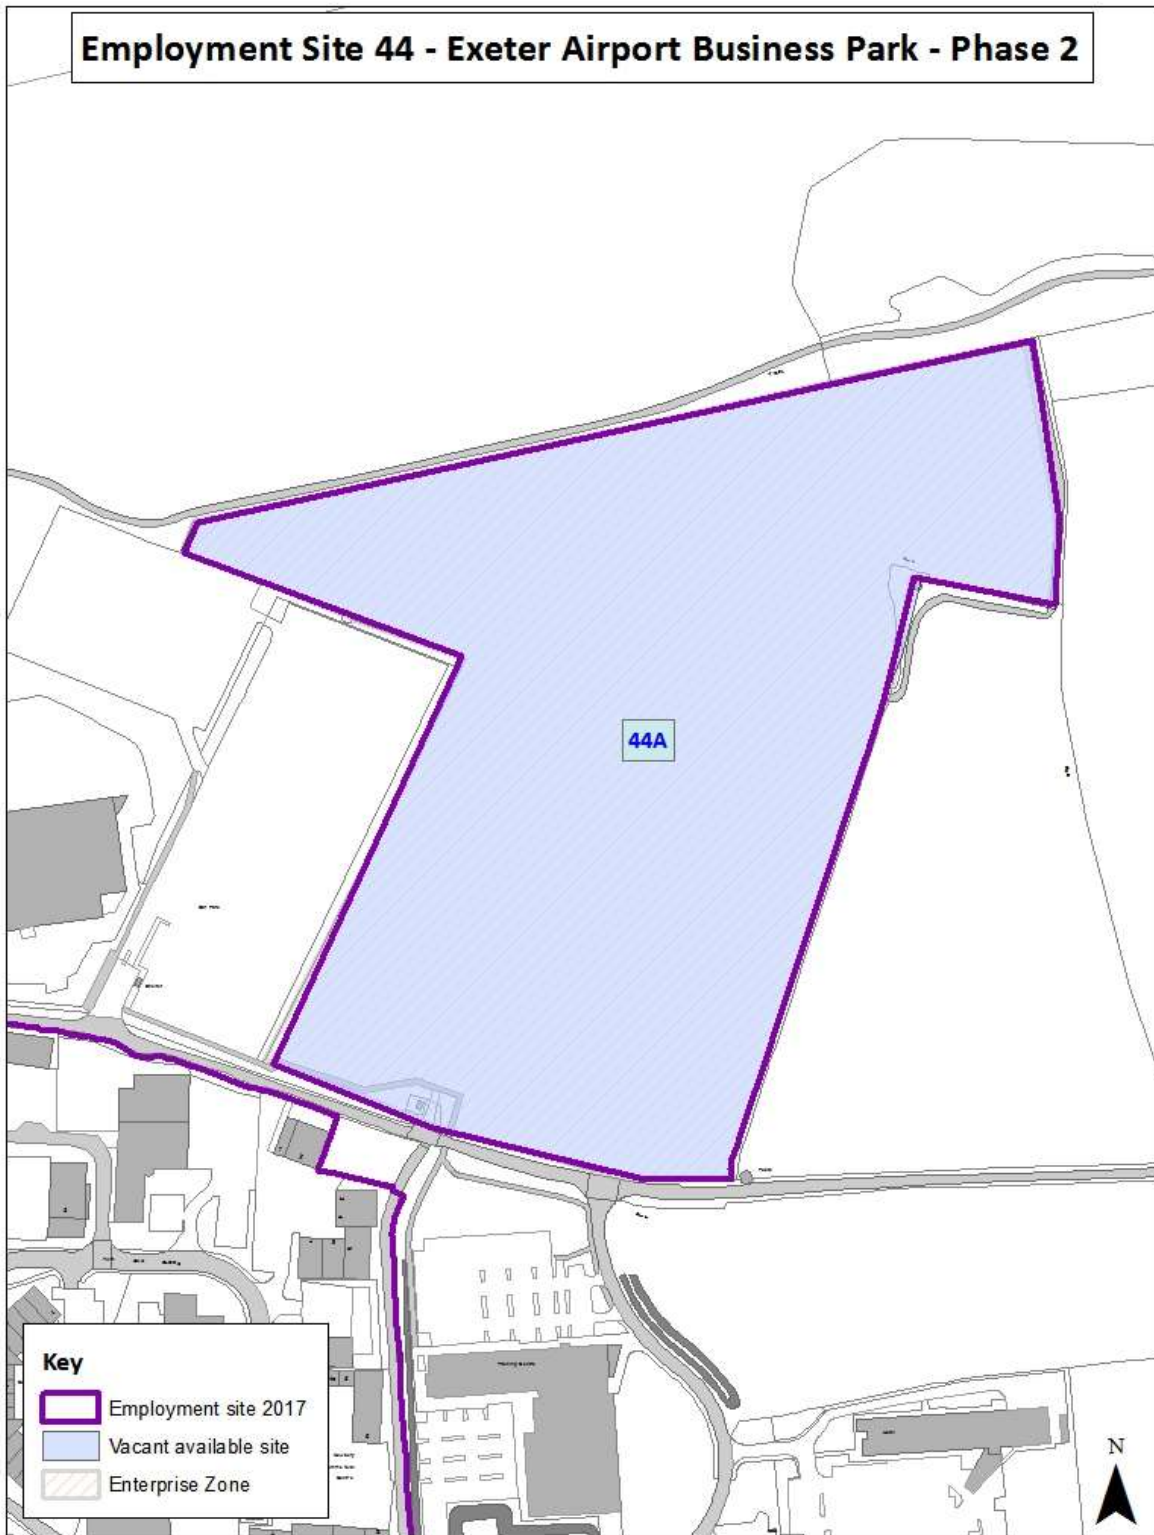 Employment Site 44 - Exeter Airport Business Park - Phase 2
44A
Key
Employment site 2017
Vacant available site
Enterprise Zone
N